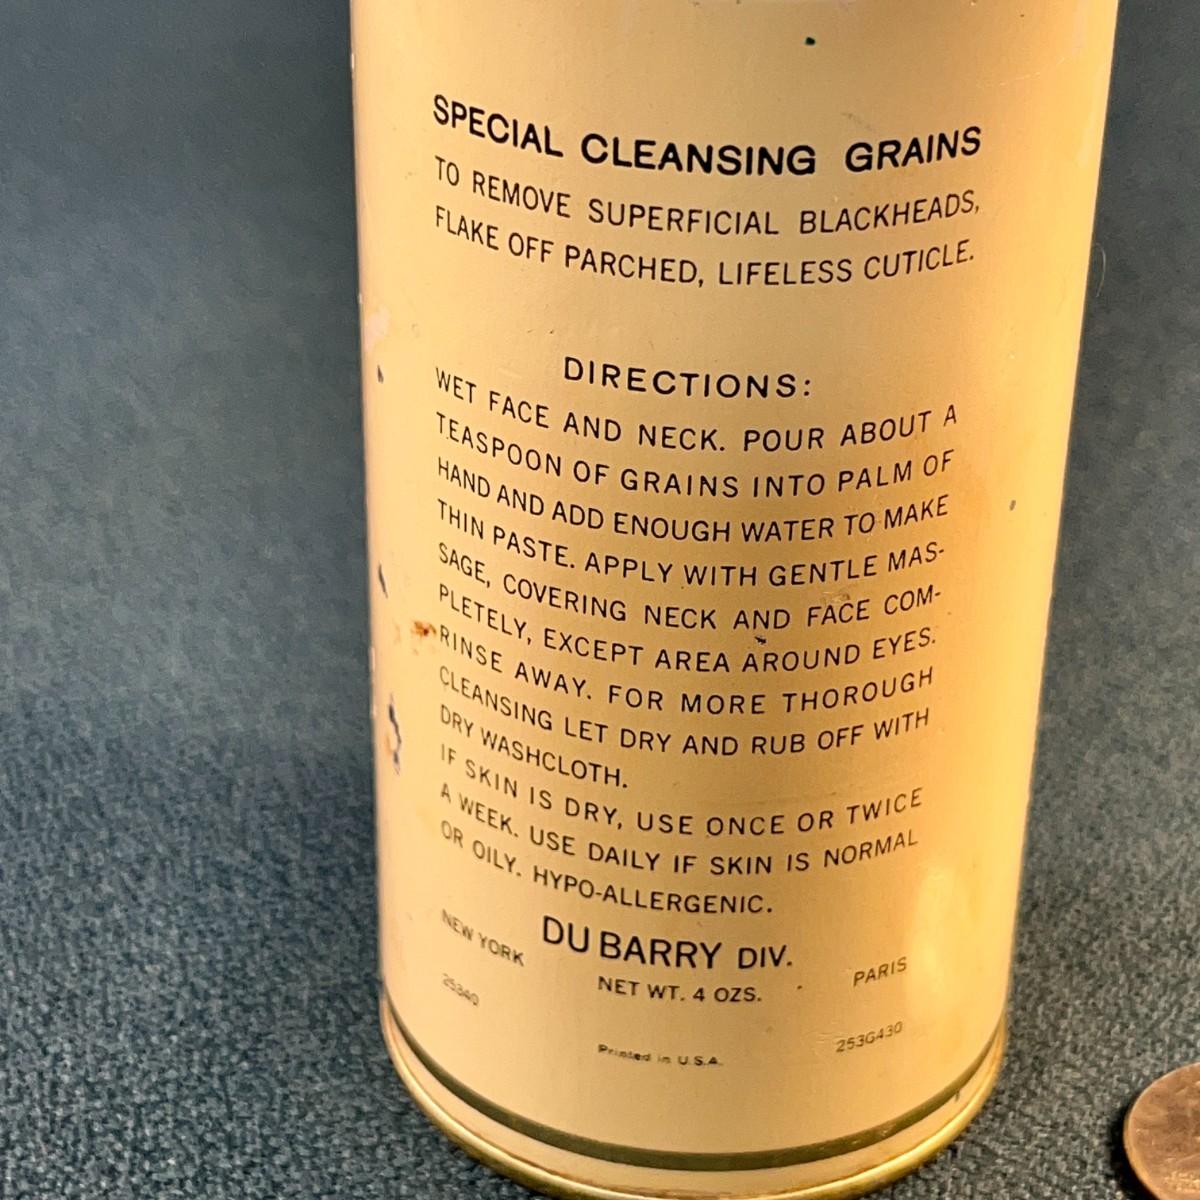 SPECIAL CLEANSING GRAINS
TO REMOVE SUPERFICIAL BLACKHEADS,
FLAKE OFF PARCHED, LIFELESS CUTICLE.
DIRECTIONS:
WET FACE AND NECK. POUR ABOUT A
TEASPOON OF GRAINS INTO PALM OF
HAND AND ADD ENOUGH WATER TO MAKE
THIN PASTE. APPLY WITH GENTLE MAS-
SAGE, COVERING NECK AND FACE COM-
PLETELY, EXCEPT AREA AROUND EYES.
RINSE AWAY. FOR MORE THOROUGH
CLEANSING LET DRY AND RUB OFF WITH
DRY WASHCLOTH.
IF SKIN IS DRY, USE ONCE OR TWICE
A WEEK. USE DAILY IF SKIN IS NORMAL
OR OILY. HYPO-ALLERGENIC.
NEW YORK DU BARRY DIV. PARIS
NET WT. 4 OZS.
25340 253G430
Printed in U.S.A.